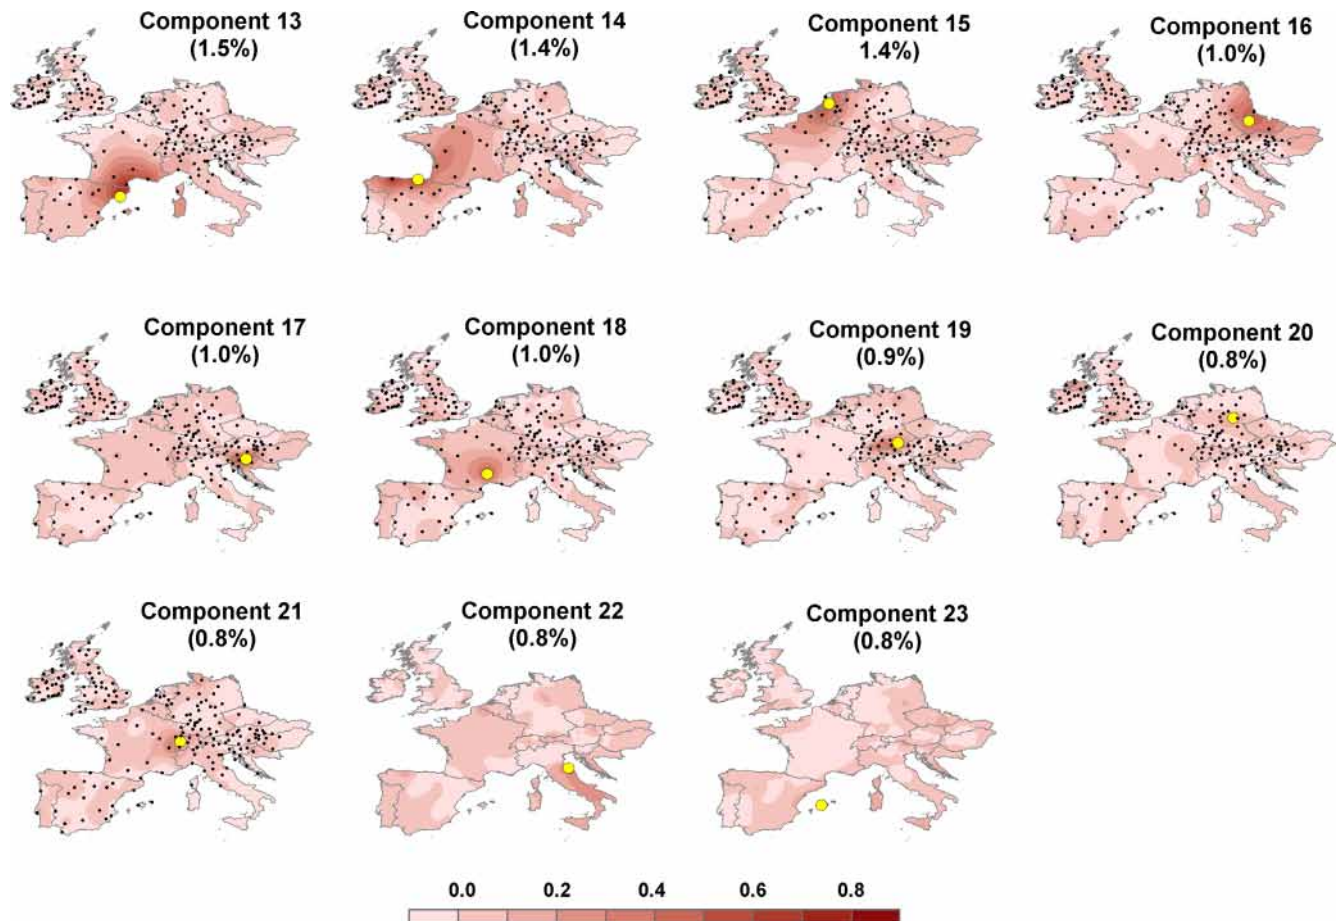 Component 13
(1.5%)
Component 14
(1.4%)
Component 15
1.4%)
Component 16
(1.0%)
Component 17
(1.0%)
Component 18
(1.0%)
Component 19
(0.9%)
Component 20
(0.8%)
Component 21
(0.8%)
Component 22
(0.8%)
Component 23
(0.8%)
0.0 0.2 0.4 0.6 0.8